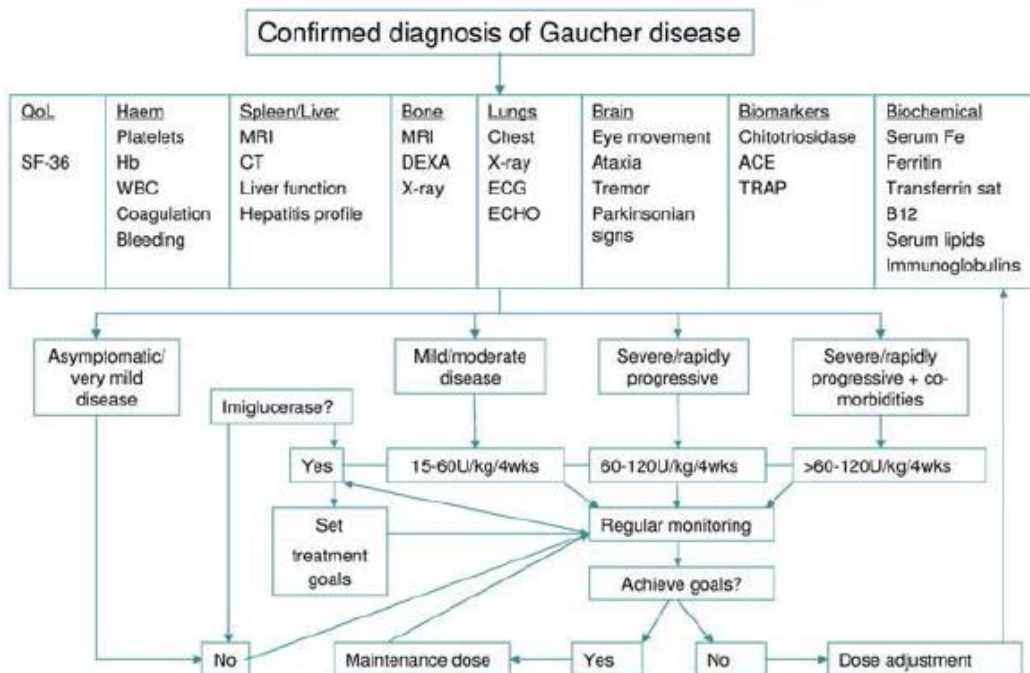 Confirmed diagnosis of Gaucher disease
QoL
SF-36
Haem
Platelets
Hb
WBC
Coagulation
Bleeding
Spleen/Liver
MRI
CT
Liver function
Hepatitis profile
Bone
MRI
DEXA
X-ray
Lungs
Chest
X-ray
ECG
ECHO
Brain
Eye movement
Ataxia
Tremor
Parkinsonian
signs
Biomarkers
Chitotriosidase
ACE
TRAP
Biochemical
Serum Fe
Ferritin
Transferrin sat
B12
Serum lipids
Immunoglobulins
Asymptomatic/
very mild
disease
Mild/moderate
disease
Severe/rapidly
progressive
Severe/rapidly
progressive + co-
morbidities
Imiglucerase?
Yes
15-60U/kg/4wks
60-120U/kg/4wks
>60-120U/kg/4wks
Set
treatment
goals
Regular monitoring
Achieve goals?
No
Maintenance dose
Yes
No
Dose adjustment